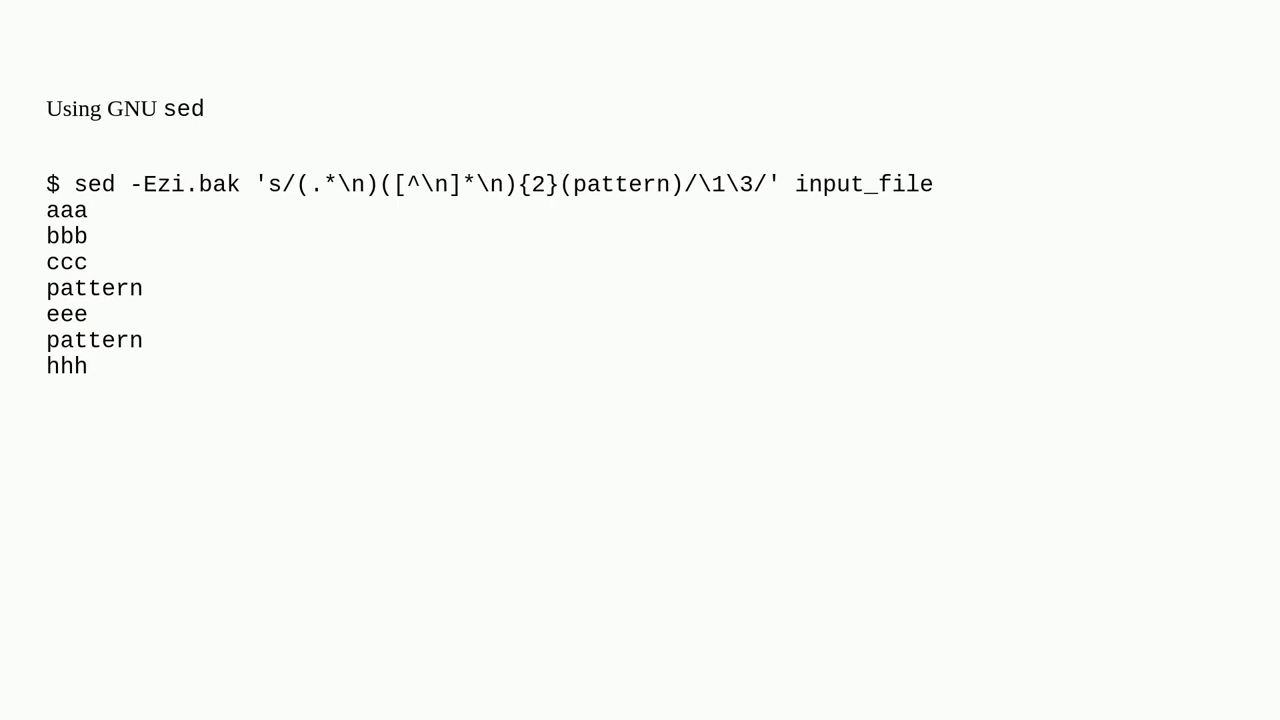 Using GNU sed
$ sed -Ezi.bak 's/(.*\n)([^\n]*\n){2}(pattern)/\1\3/' input_file
aaa
bbb
ccc
pattern
eee
pattern
hhh